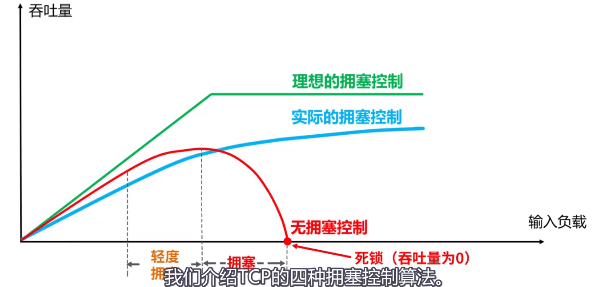 吞吐量
理想的拥塞控制
实际的拥塞控制
无拥塞控制
输入负载
死锁（吞吐量为0）
轻度
拥
拥塞
我们介绍TCP的四种拥塞控制算法。